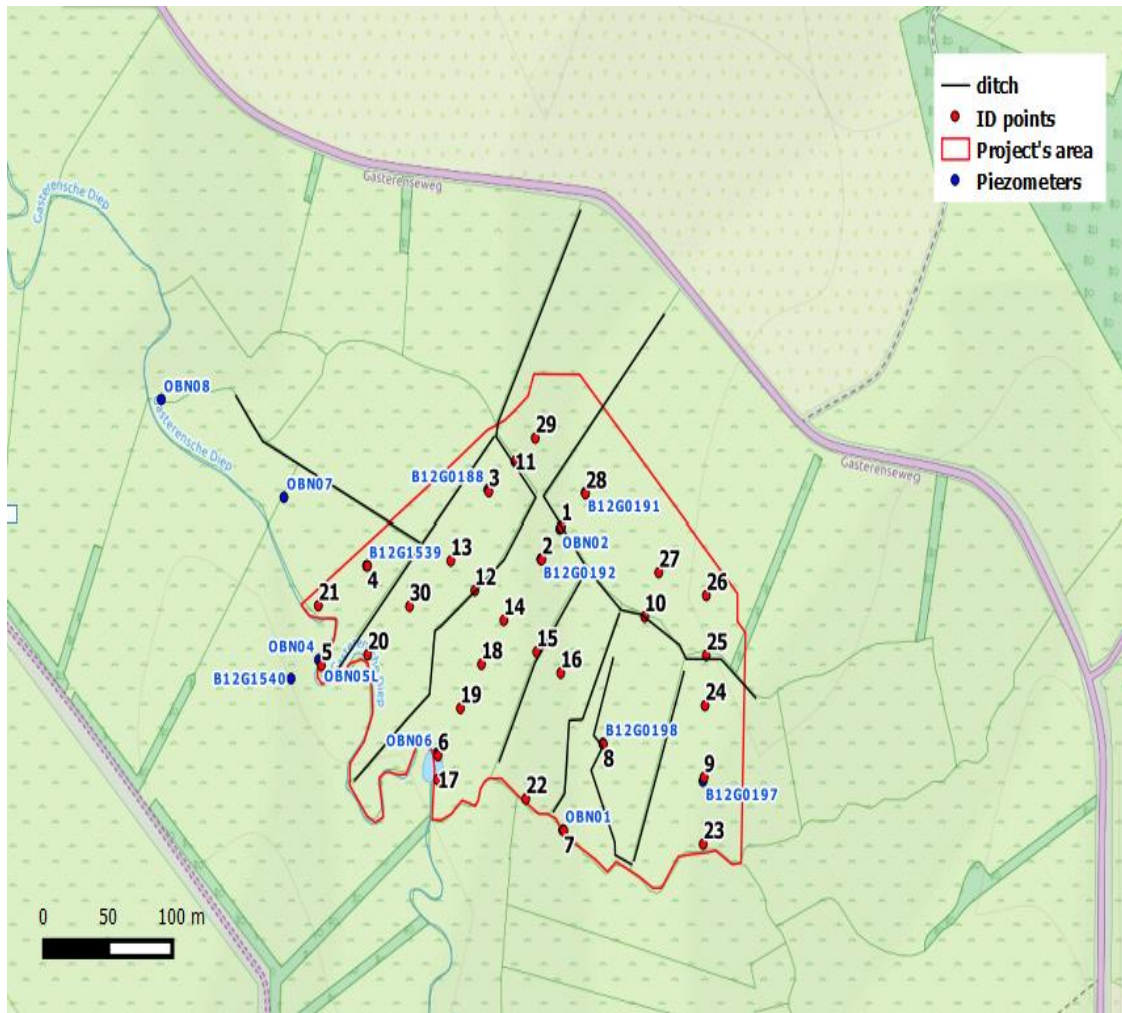 ditch
ID points
Project's area
Piezometers
Gasterenseweg
Gasterensche Diep
OBN08
Gasterensche Diep
29
11
Gasterenseweg
B12G0188
3
28
B12G0191
OBN07
1
OBN02
B12G1539
4
13
2
B12G0192
27
12
30
21
26
14
10
OBN04
5
20
15
25
OBN05L
Gasterensche Diep
B12G1540
18
16
19
24
OBN06
6
B12G0198
8
17
9
B12G0197
22
OBN01
7
23
0 50 100 m